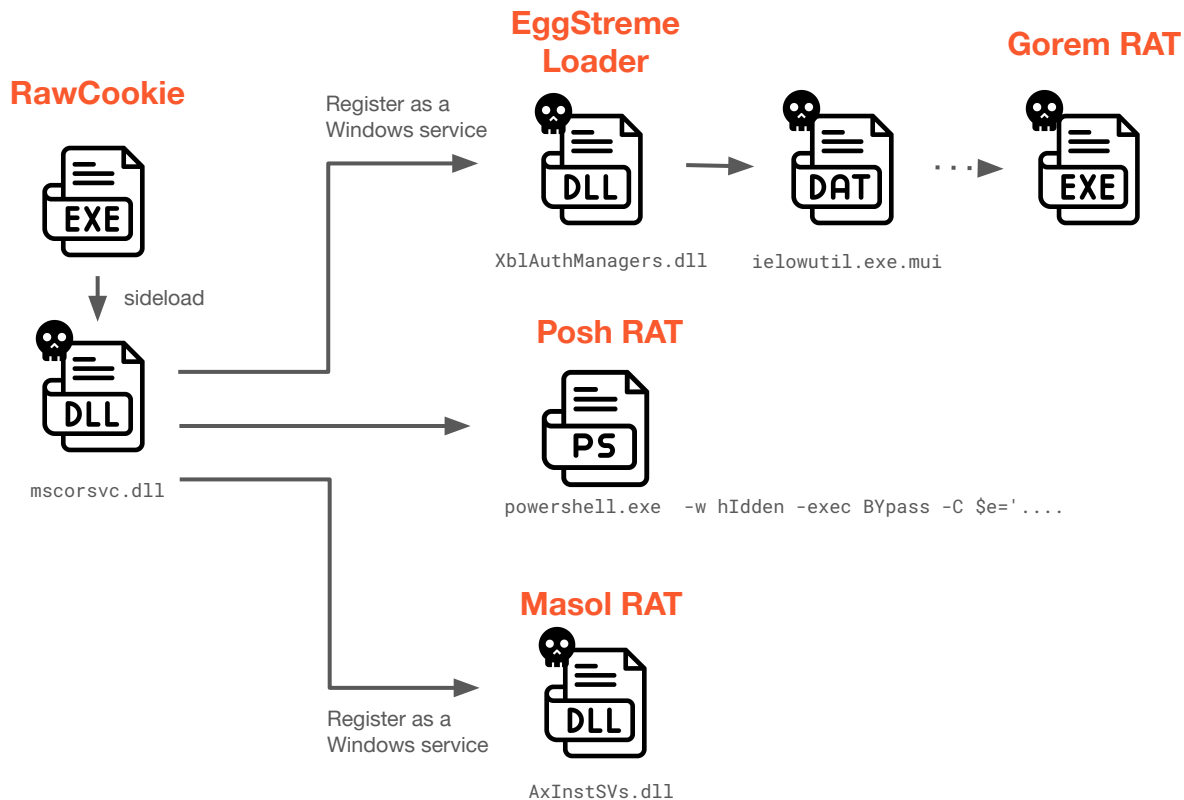 RawCookie
EXE
sideload
DLL
mscorsvc.dll
Register as a
Windows service
EggStreme
Loader
DLL
XblAuthManagers.dll
DAT
ielowutil.exe.mui
Gorem RAT
EXE
Posh RAT
PS
powershell.exe  -w hIdden -exec BYpass -C $e='....
Masol RAT
Register as a
Windows service
DLL
AxInstSVs.dll